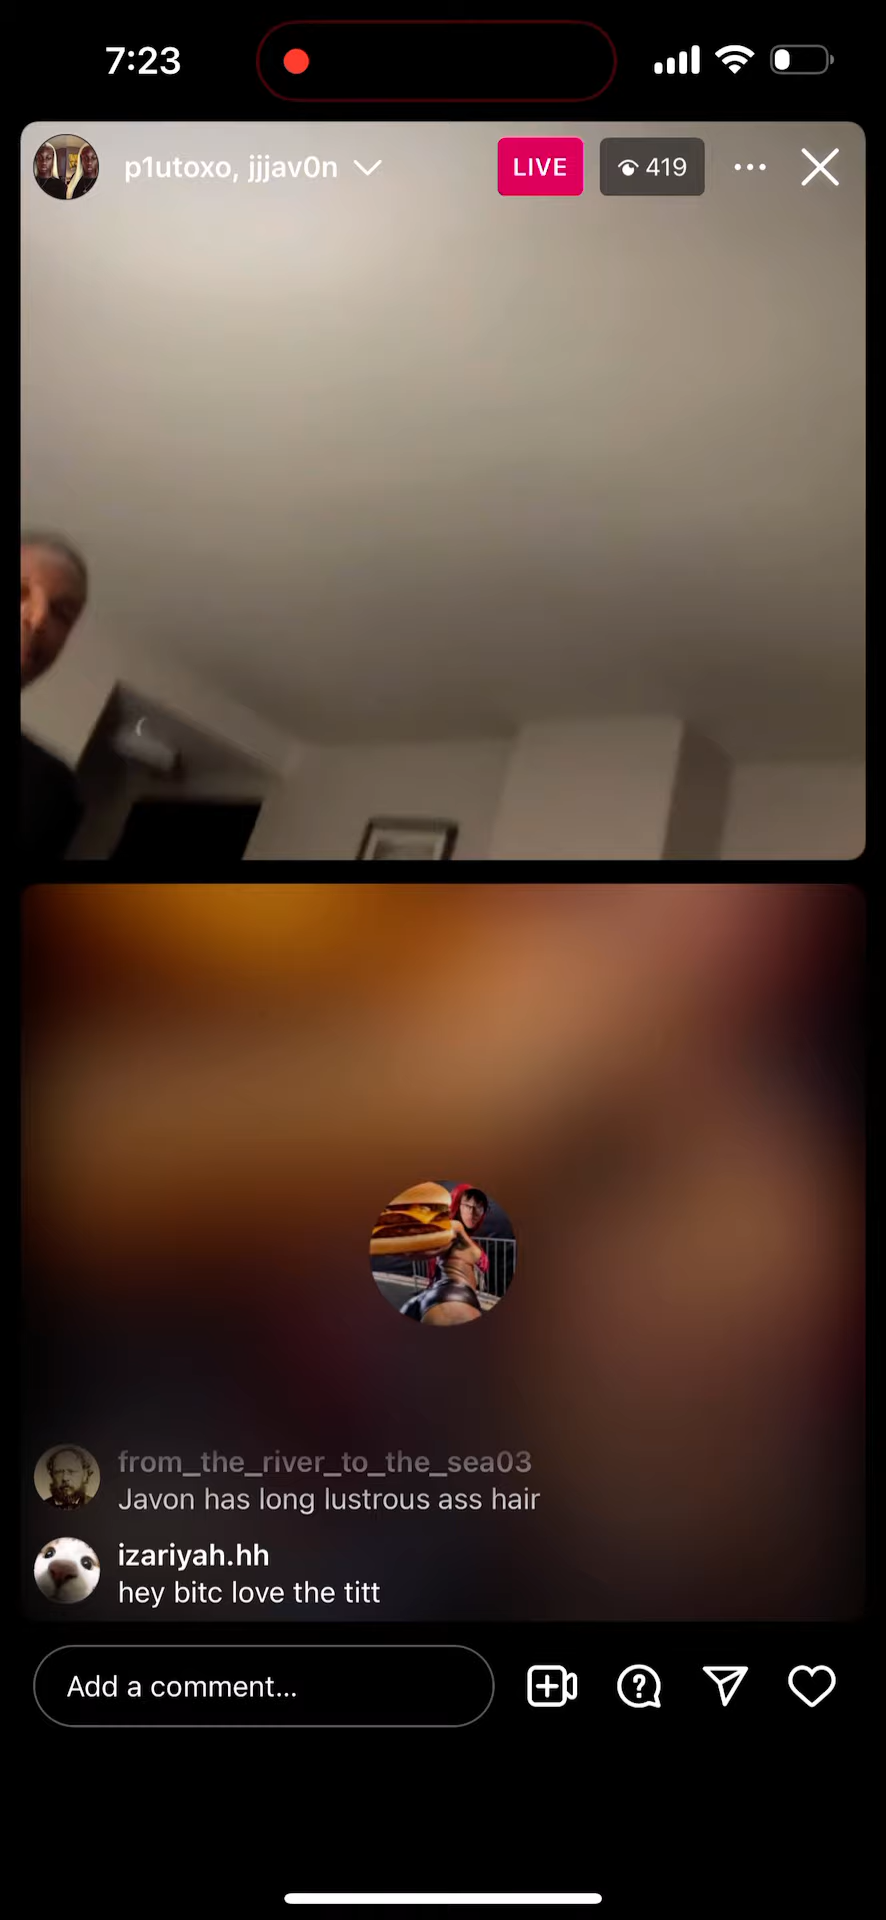 7:23
p1utoxo, jjjav0n
LIVE
419
from_the_river_to_the_sea03
Javon has long lustrous ass hair
izariyah.hh
hey bitc love the titt
Add a comment...